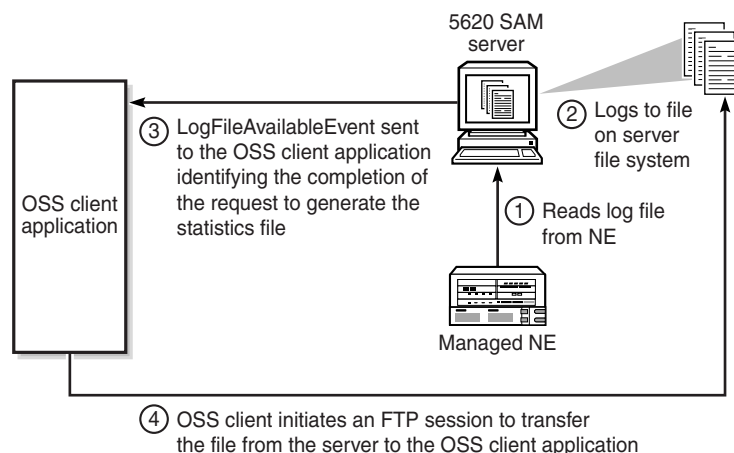 5620 SAM
server
② Logs to file
on server
file system
③ LogFileAvailableEvent sent
to the OSS client application
identifying the completion of
the request to generate the
statistics file
OSS client
application
① Reads log file
from NE
Managed NE
④ OSS client initiates an FTP session to transfer
the file from the server to the OSS client application